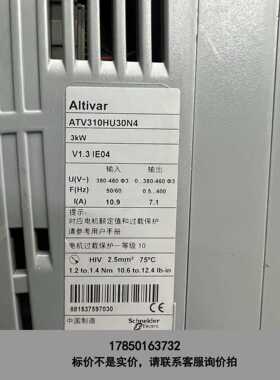 Altivar
ATV310HU30N4
3kW
V1.3 IE04
输入 输出
U(V~) 380-460 Φ3 0...380-460 Φ3
F(Hz) 50/60 0.5...400
I(A) 10.9 7.1
提示:
对应电机额定值和过载保护
请参考用户手册
电机过载保护一等级 10
HIV 2.5mm² 75°C
1.2 to 1.4 Nm 10.6 to 12.4 lb-in
881537597030
中国制造 Schneider Electric
17850163732
标价不是实价，请联系客服询价拍